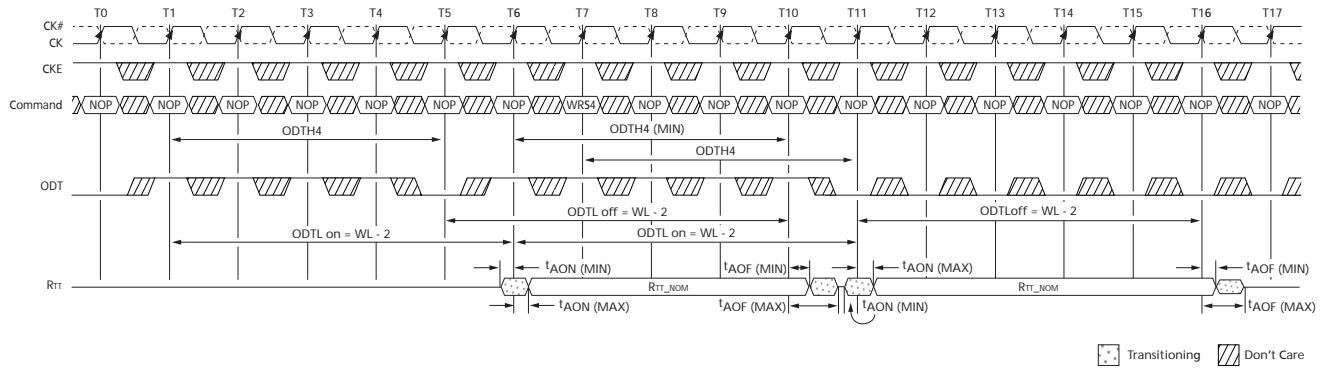 T0 T1 T2 T3 T4 T5 T6 T7 T8 T9 T10 T11 T12 T13 T14 T15 T16 T17
CK#
CK
CKE
Command NOP NOP NOP NOP NOP NOP NOP WRS4 NOP NOP NOP NOP NOP NOP NOP NOP NOP NOP
ODTH4 ODTH4 (MIN)
ODTH4
ODT
ODTL off = WL - 2 ODTLoff = WL - 2
ODTL on = WL - 2 ODTL on = WL - 2
tAON (MIN) tAOF (MIN) tAON (MAX) tAOF (MIN)
RTT RTT_NOM RTT_NOM
tAON (MAX) tAOF (MAX) tAON (MIN) tAOF (MAX)
Transitioning Don't Care